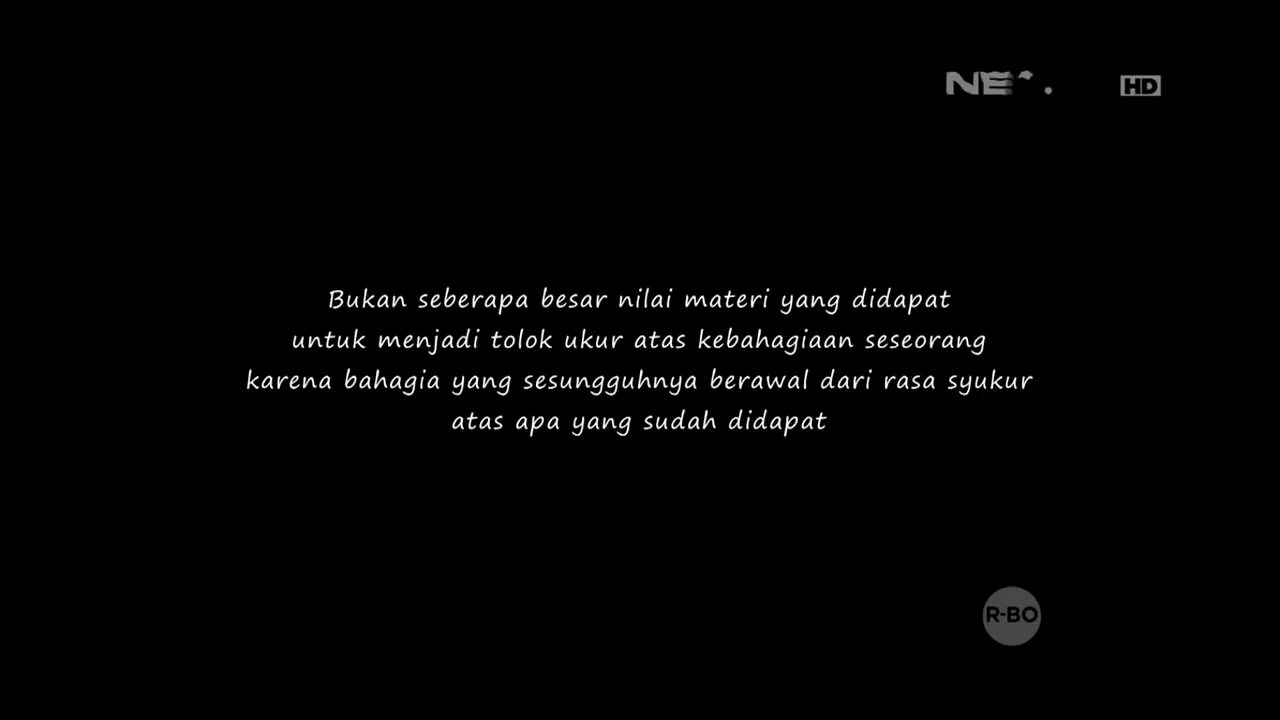 HD
Bukan seberapa besar nilai materi yang didapat
untuk menjadi tolok ukur atas kebahagiaan seseorang
karena bahagia yang sesungguhnya berawal dari rasa syukur
atas apa yang sudah didapat
R-BO